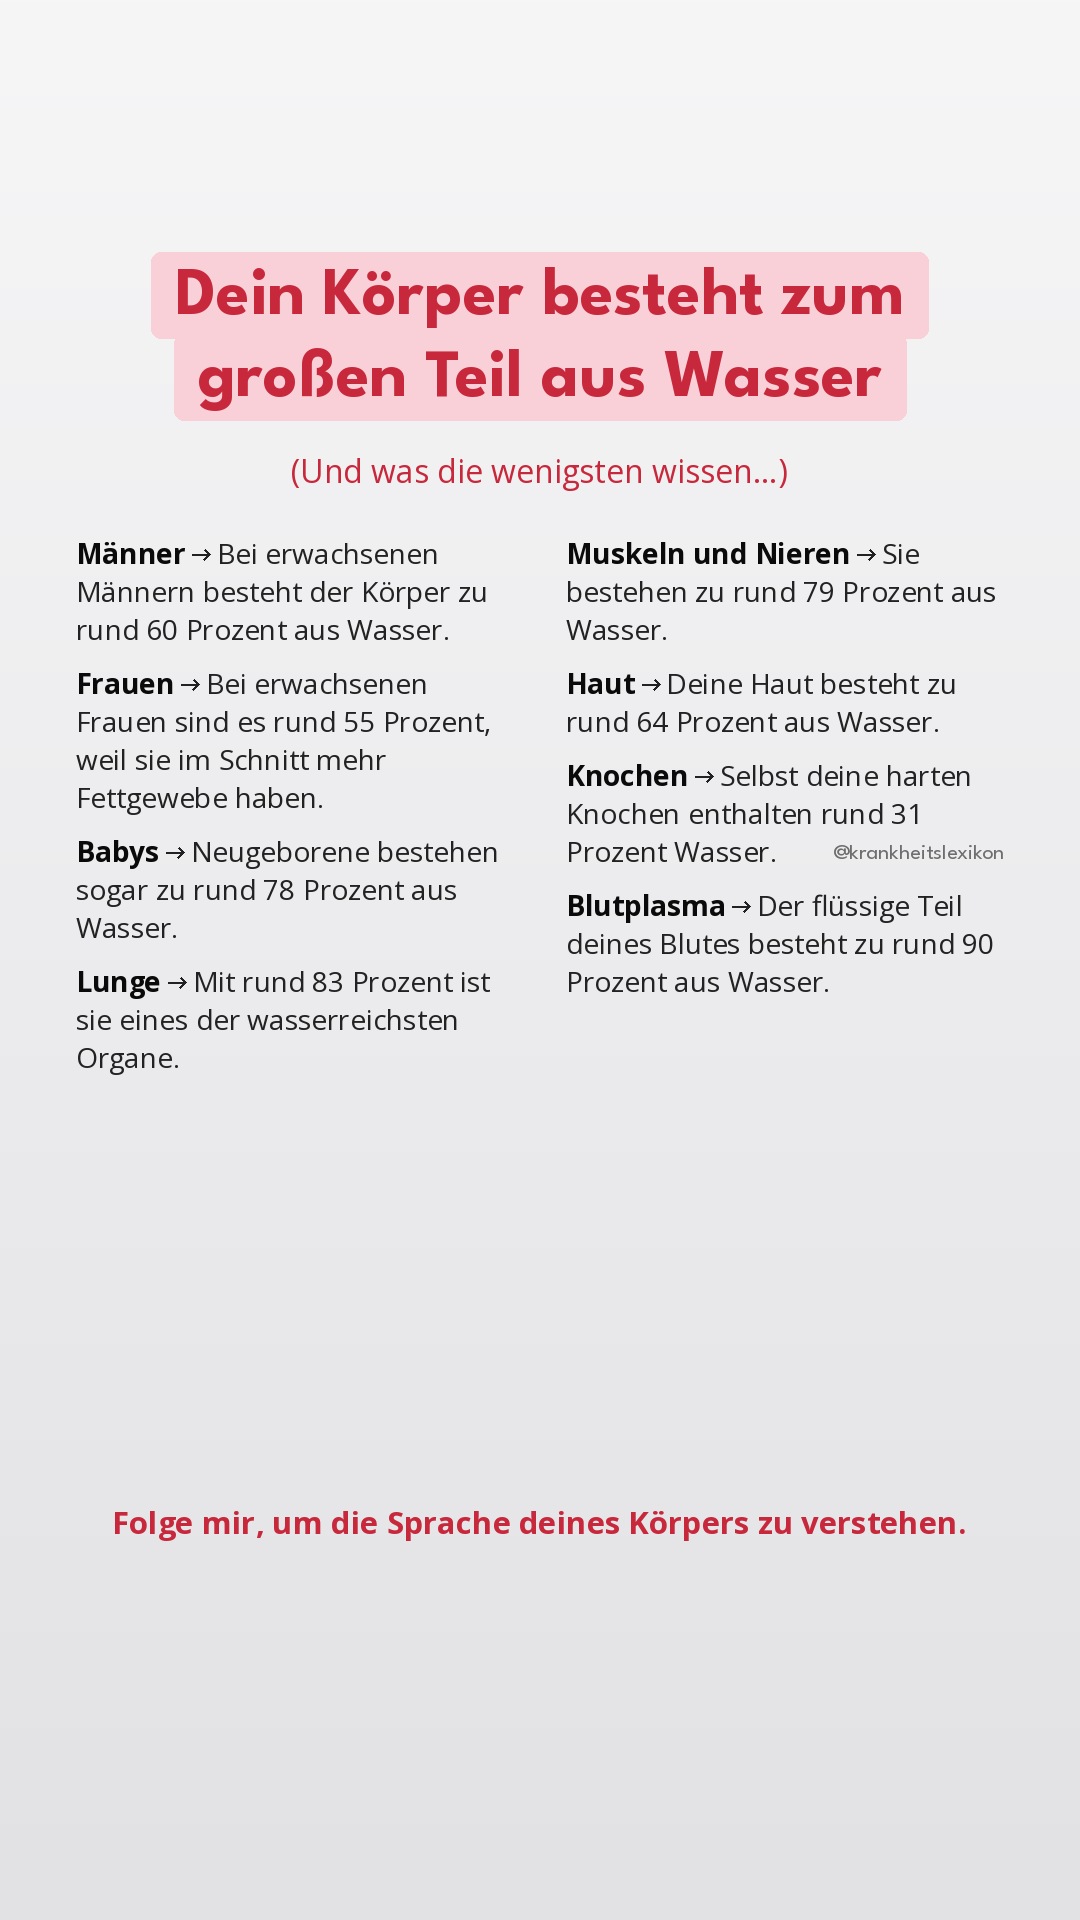 Dein Körper besteht zum
großen Teil aus Wasser
(Und was die wenigsten wissen...)
Männer → Bei erwachsenen
Männern besteht der Körper zu
rund 60 Prozent aus Wasser.
Frauen → Bei erwachsenen
Frauen sind es rund 55 Prozent,
weil sie im Schnitt mehr
Fettgewebe haben.
Babys → Neugeborene bestehen
sogar zu rund 78 Prozent aus
Wasser.
Lunge → Mit rund 83 Prozent ist
sie eines der wasserreichsten
Organe.
Muskeln und Nieren → Sie
bestehen zu rund 79 Prozent aus
Wasser.
Haut → Deine Haut besteht zu
rund 64 Prozent aus Wasser.
Knochen → Selbst deine harten
Knochen enthalten rund 31
Prozent Wasser.
@krankheitslexikon
Blutplasma → Der flüssige Teil
deines Blutes besteht zu rund 90
Prozent aus Wasser.
Folge mir, um die Sprache deines Körpers zu verstehen.